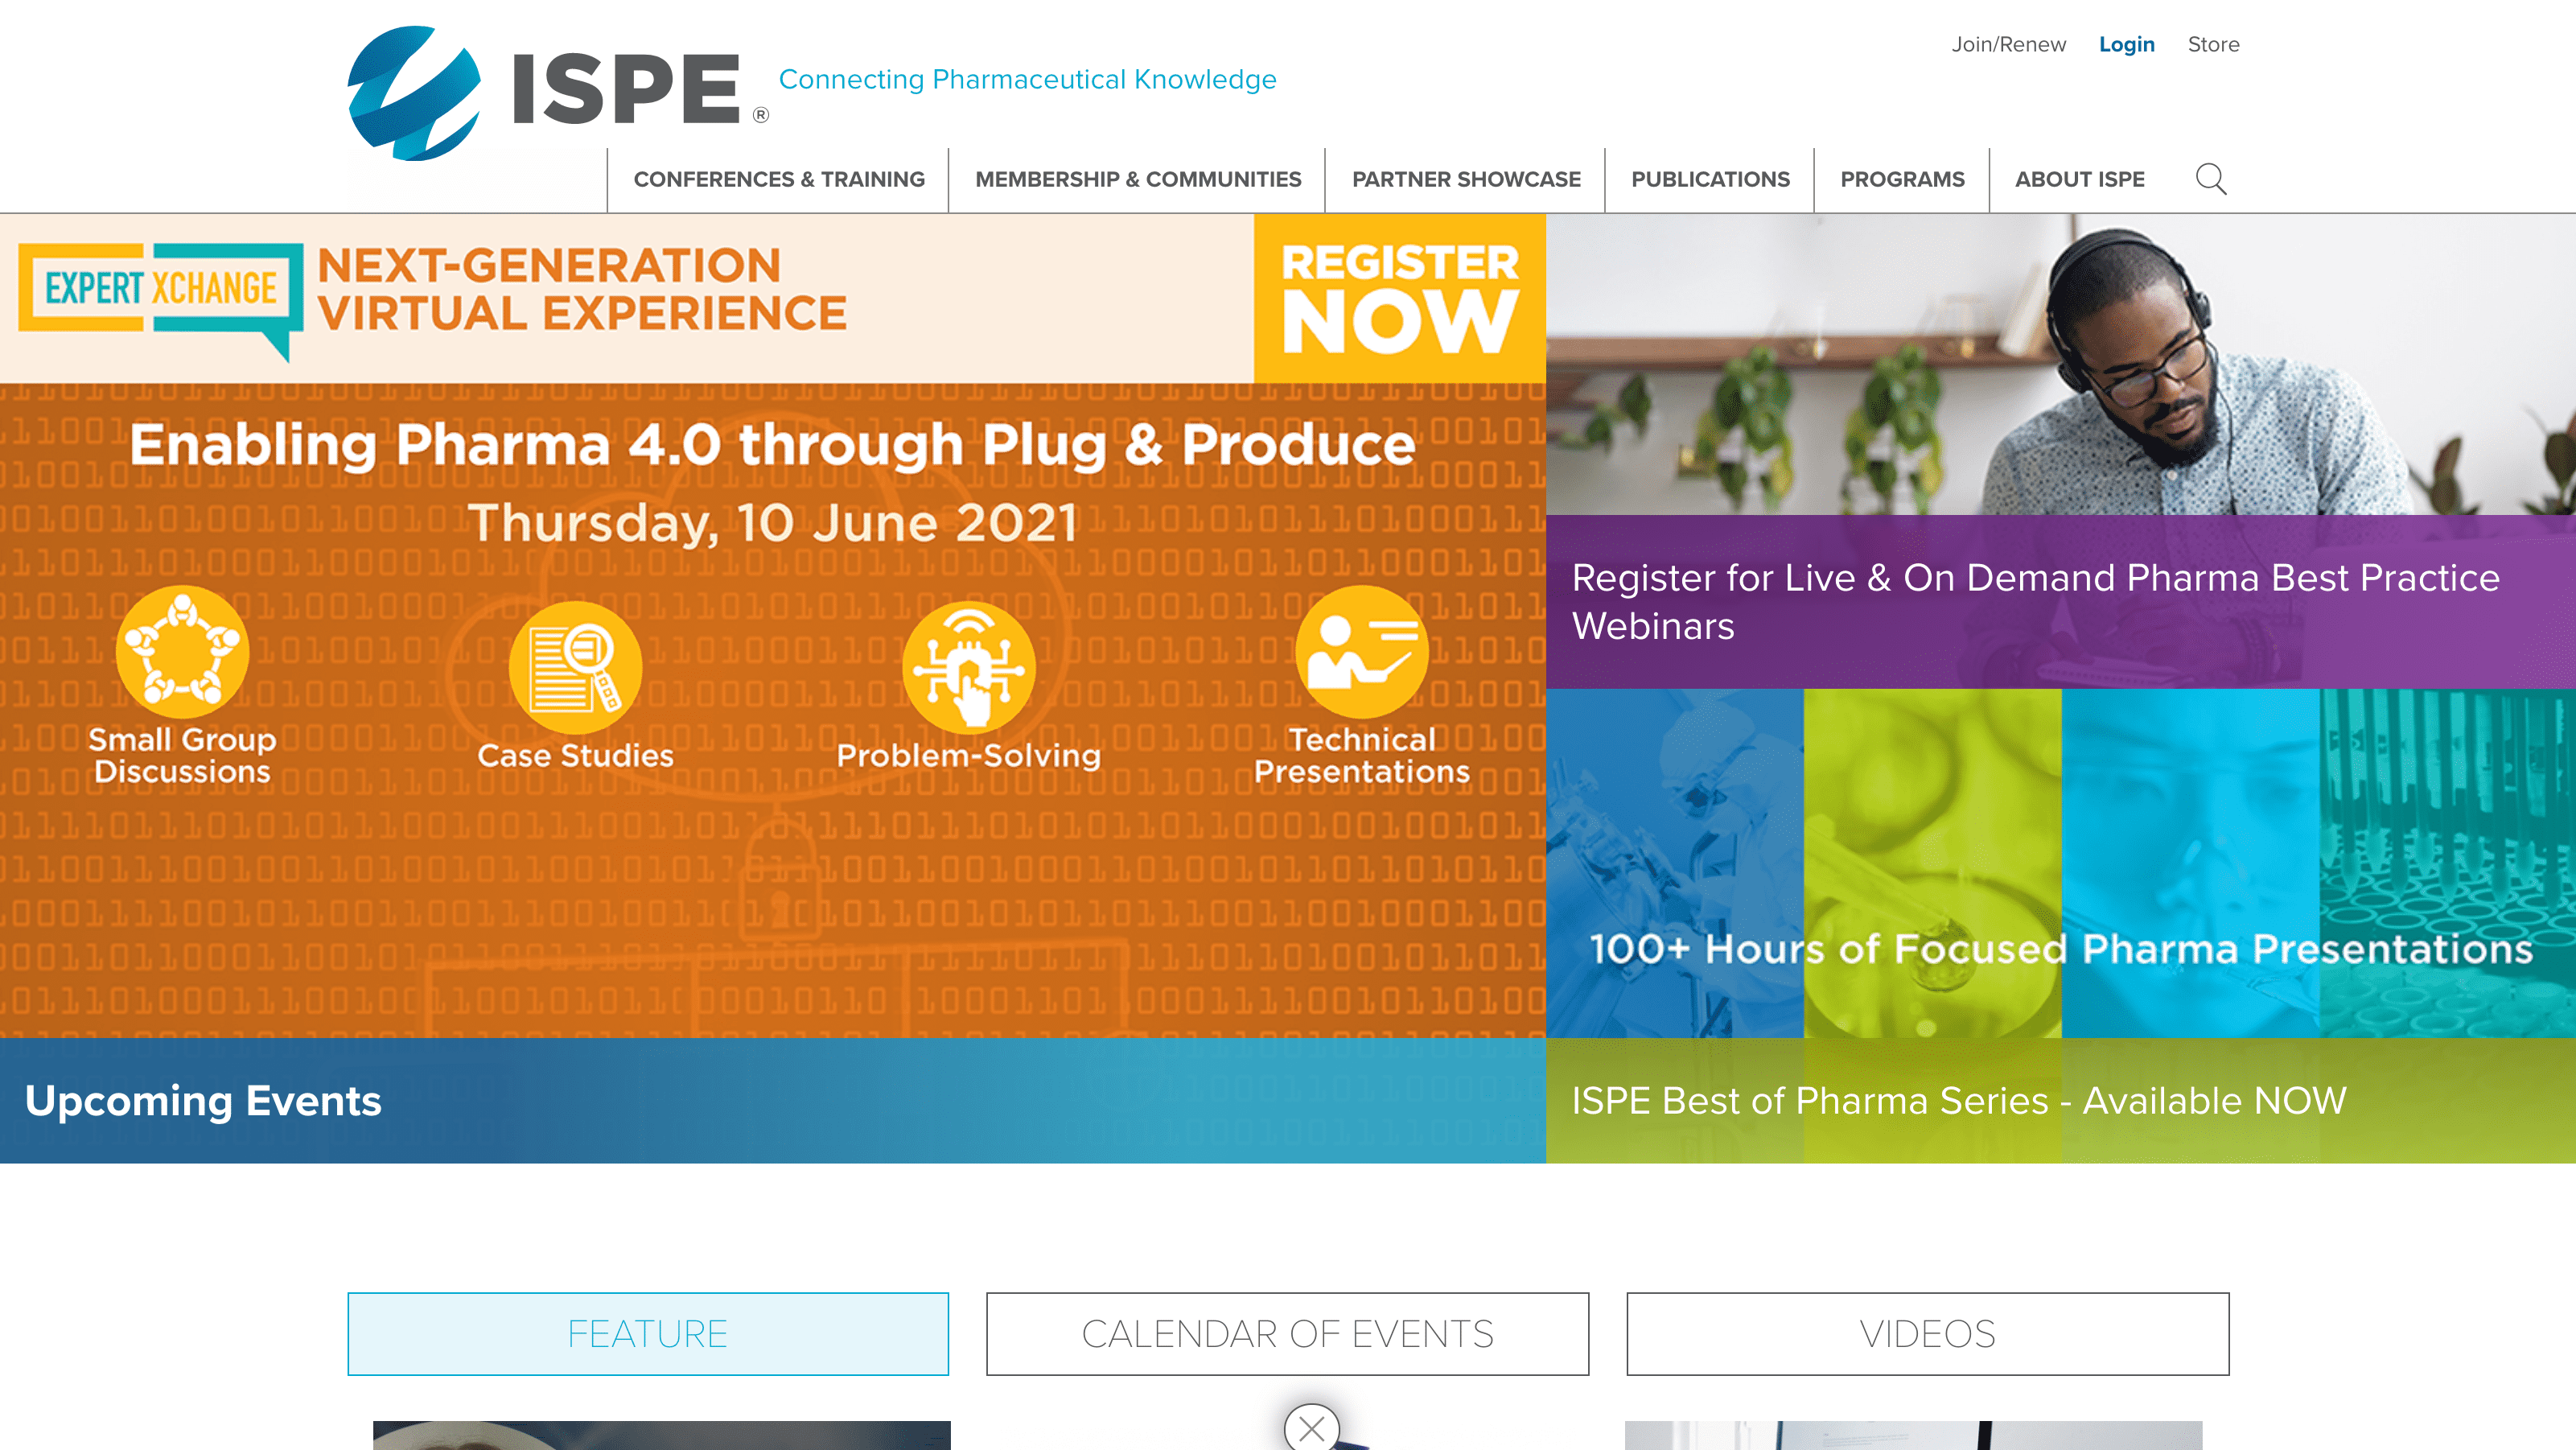 ISPE®
Connecting Pharmaceutical Knowledge
Join/Renew Login Store
CONFERENCES & TRAINING MEMBERSHIP & COMMUNITIES PARTNER SHOWCASE PUBLICATIONS PROGRAMS ABOUT ISPE
EXPERT XCHANGE
NEXT-GENERATION
VIRTUAL EXPERIENCE
REGISTER
NOW
Enabling Pharma 4.0 through Plug & Produce
Thursday, 10 June 2021
Small Group
Discussions
Case Studies
Problem-Solving
Technical
Presentations
Upcoming Events
Register for Live & On Demand Pharma Best Practice
Webinars
100+ Hours of Focused Pharma Presentations
ISPE Best of Pharma Series - Available NOW
FEATURE
CALENDAR OF EVENTS
VIDEOS